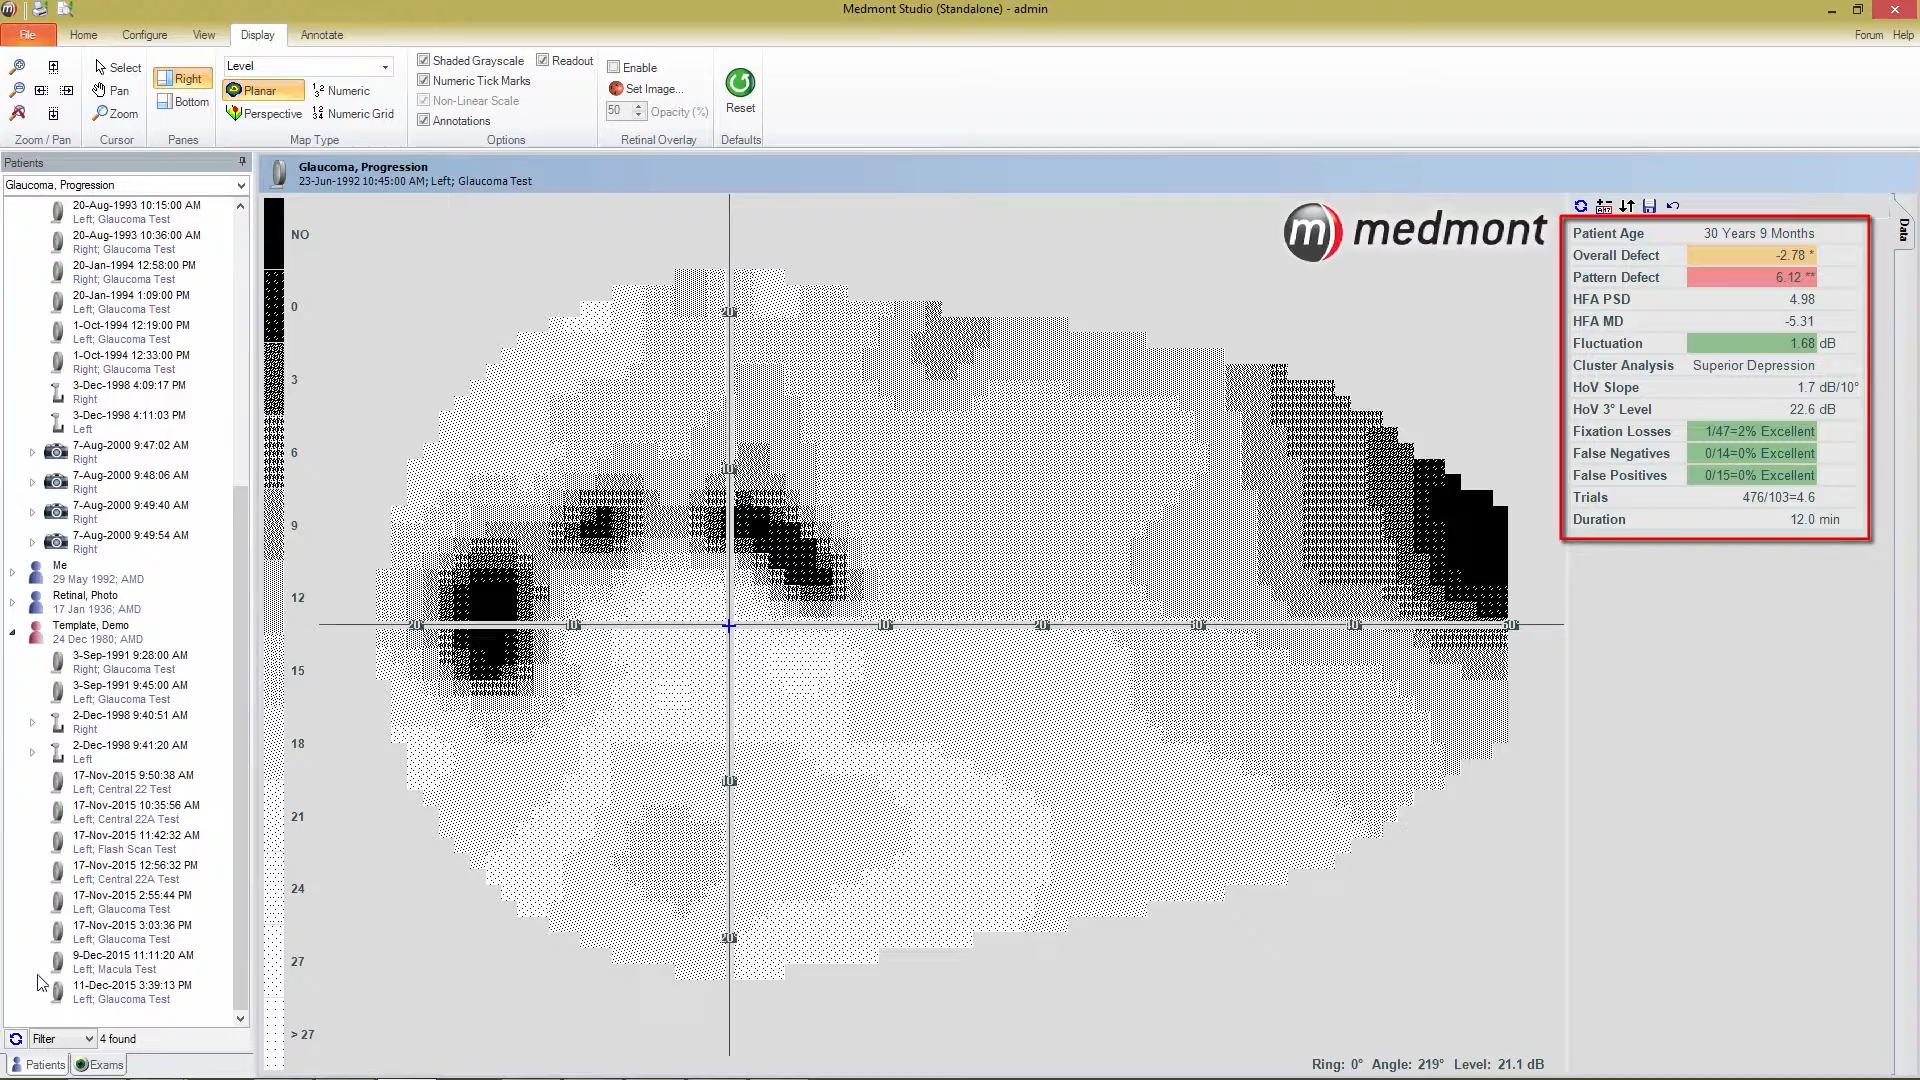 Medmont Studio (Standalone) - admin
File
Home
Configure
View
Display
Annotate
Forum
Help
Select
Pan
Zoom
Right
Bottom
Level
Planar
Perspective
Numeric
Numeric Grid
Shaded Grayscale
Readout
Numeric Tick Marks
Non-Linear Scale
Annotations
Enable
Set Image...
50
Opacity (%)
Reset
Zoom / Pan
Cursor
Panes
Map Type
Options
Retinal Overlay
Defaults
Patients
Glaucoma, Progression
20-Aug-1993 10:15:00 AM
Left; Glaucoma Test
20-Aug-1993 10:36:00 AM
Right; Glaucoma Test
20-Jan-1994 12:58:00 PM
Right; Glaucoma Test
20-Jan-1994 1:09:00 PM
Left; Glaucoma Test
1-Oct-1994 12:19:00 PM
Left; Glaucoma Test
1-Oct-1994 12:33:00 PM
Right; Glaucoma Test
3-Dec-1998 4:09:17 PM
Right
3-Dec-1998 4:11:03 PM
Left
7-Aug-2000 9:47:02 AM
Right
7-Aug-2000 9:48:06 AM
Right
7-Aug-2000 9:49:40 AM
Right
7-Aug-2000 9:49:54 AM
Right
Me
29 May 1992; AMD
Retinal, Photo
17 Jan 1936; AMD
Template, Demo
24 Dec 1980; AMD
3-Sep-1991 9:28:00 AM
Right; Glaucoma Test
3-Sep-1991 9:45:00 AM
Left; Glaucoma Test
2-Dec-1998 9:40:51 AM
Right
2-Dec-1998 9:41:20 AM
Left
17-Nov-2015 9:50:38 AM
Left; Central 22 Test
17-Nov-2015 10:35:56 AM
Left; Central 22A Test
17-Nov-2015 11:42:32 AM
Left; Flash Scan Test
17-Nov-2015 12:56:32 PM
Left; Central 22A Test
17-Nov-2015 2:55:44 PM
Left; Glaucoma Test
17-Nov-2015 3:03:36 PM
Left; Glaucoma Test
9-Dec-2015 11:11:20 AM
Left; Macula Test
11-Dec-2015 3:39:13 PM
Left; Glaucoma Test
Filter
4 found
Patients
Exams
Glaucoma, Progression
23-Jun-1992 10:45:00 AM; Left; Glaucoma Test
NO
0
3
6
9
12
15
18
21
24
27
> 27
20
10
20
10
10
20
10
20
m medmont
Data
Patient Age 30 Years 9 Months
Overall Defect -2.78 *
Pattern Defect 6.12 **
HFA PSD 4.98
HFA MD -5.31
Fluctuation 1.68 dB
Cluster Analysis Superior Depression
HoV Slope 1.7 dB/10°
HoV 3° Level 22.6 dB
Fixation Losses 1/47=2% Excellent
False Negatives 0/14=0% Excellent
False Positives 0/15=0% Excellent
Trials 476/103=4.6
Duration 12.0 min
Ring: 0° Angle: 219° Level: 21.1 dB